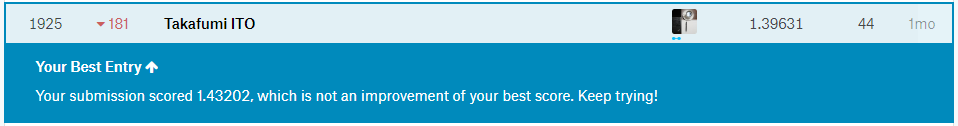 1925 181 Takafumi ITO 1.39631 44 1mo
Your Best Entry
Your submission scored 1.43202, which is not an improvement of your best score. Keep trying!